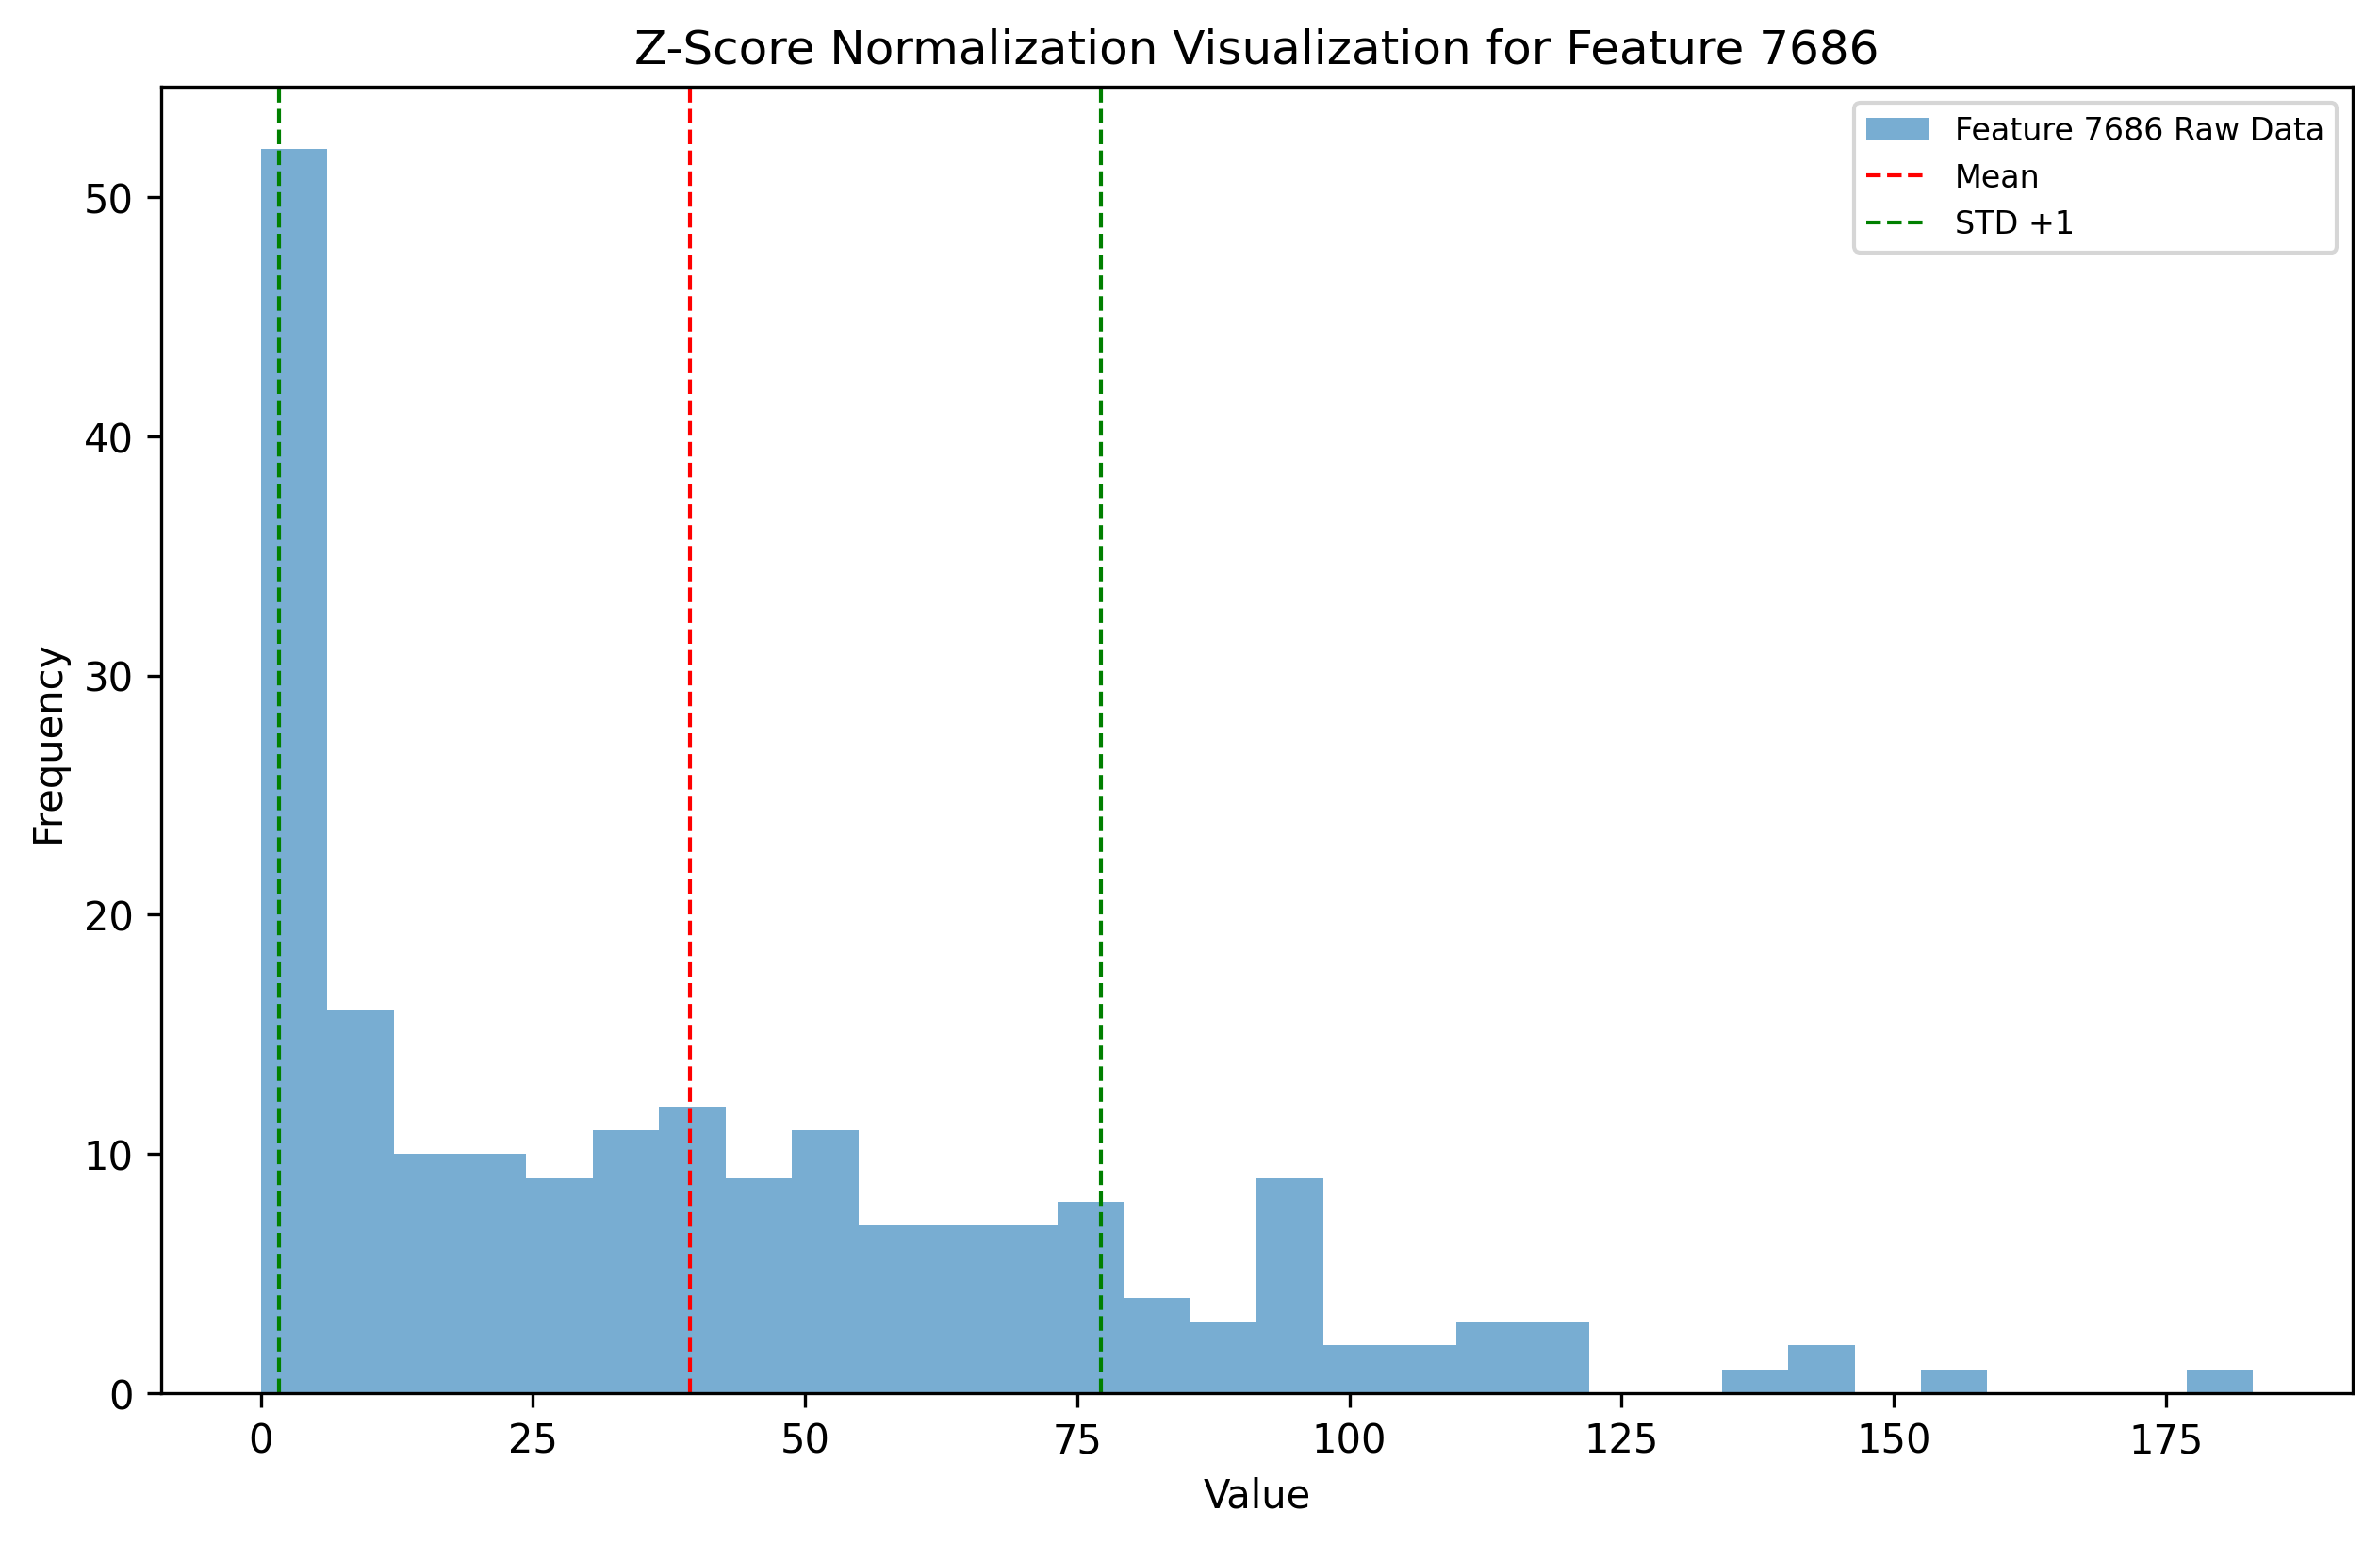 Z-Score Normalization Visualization for Feature 7686
Feature 7686 Raw Data
Mean
STD +1
Frequency
50
40
30
20
10
0
0 25 50 75 100 125 150 175
Value